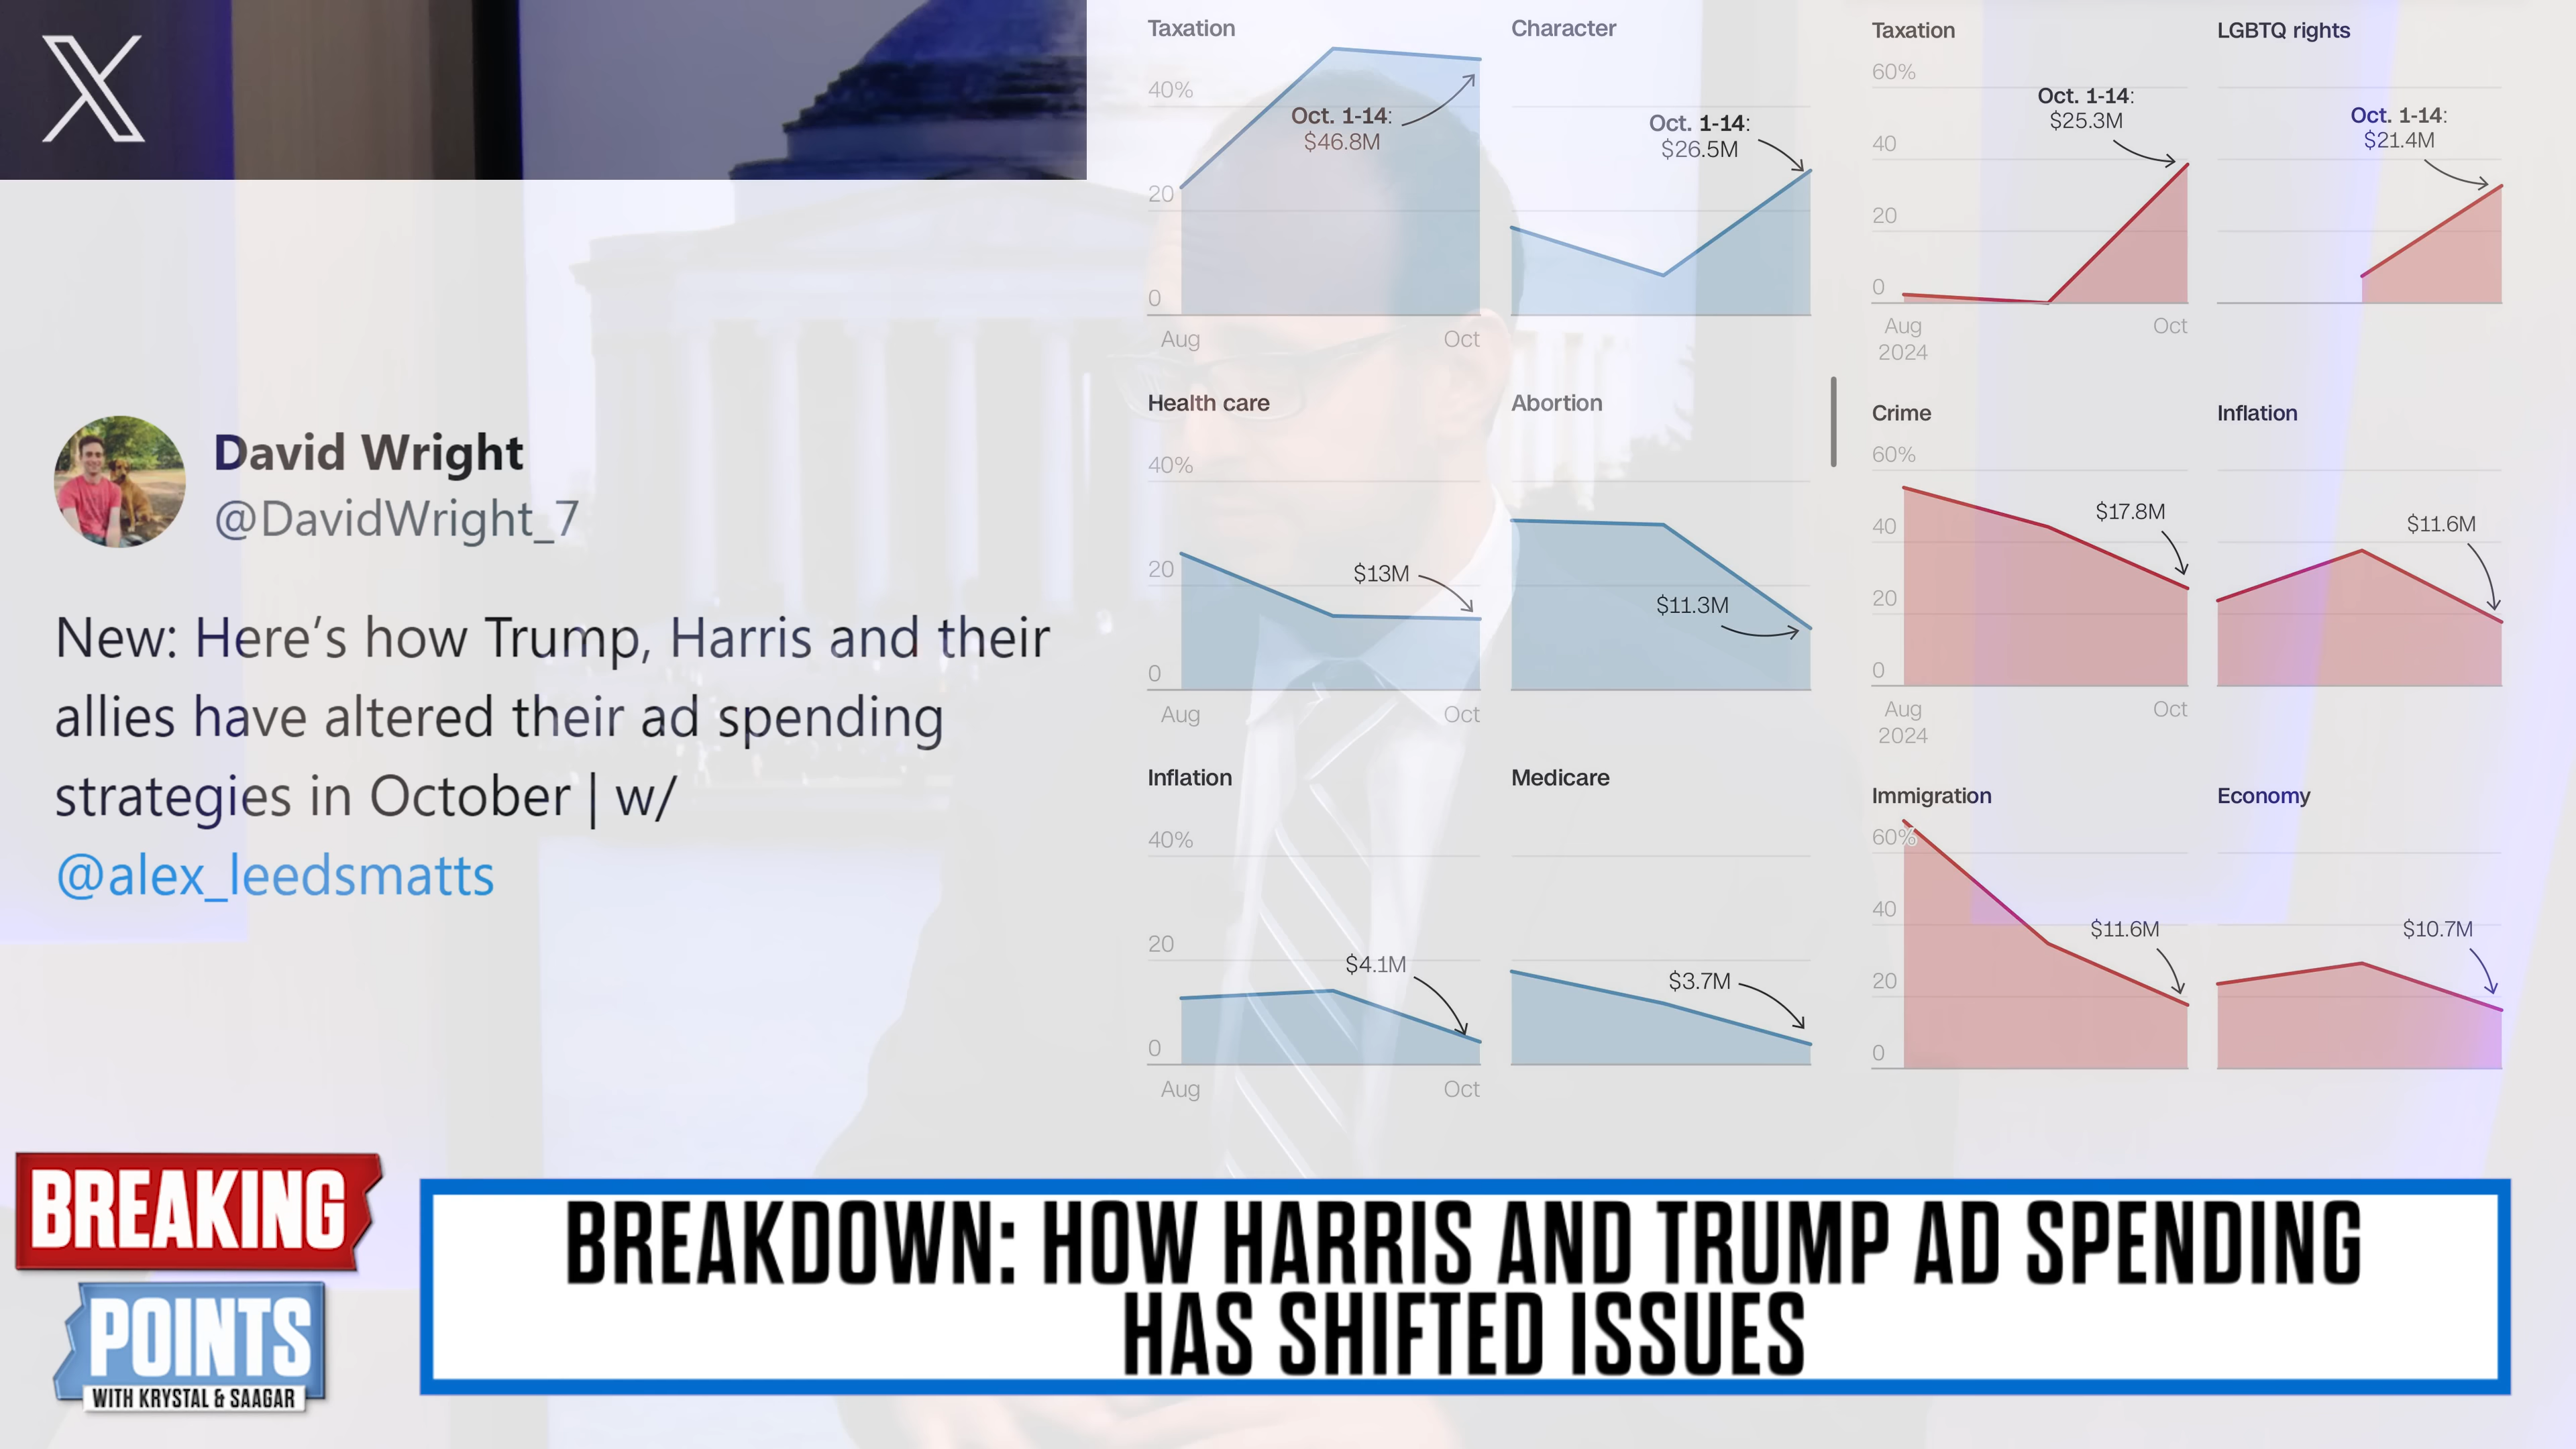 X
David Wright
@DavidWright_7
New: Here's how Trump, Harris and their
allies have altered their ad spending
strategies in October | w/
@alex_leedsmatts
Taxation
40%
20
0
Oct. 1-14:
$46.8M
Aug
Oct
Character
Oct. 1-14:
$26.5M
Health care
40%
20
0
$13M
Aug
Oct
Abortion
$11.3M
Inflation
40%
20
0
$4.1M
Aug
Oct
Medicare
$3.7M
Taxation
60%
40
20
0
Oct. 1-14:
$25.3M
Aug
2024
Oct
LGBTQ rights
Oct. 1-14:
$21.4M
Crime
60%
40
20
0
$17.8M
Aug
2024
Oct
Inflation
$11.6M
Immigration
60%
40
20
0
$11.6M
Economy
$10.7M
BREAKING
POINTS
WITH KRYSTAL & SAAGAR
BREAKDOWN: HOW HARRIS AND TRUMP AD SPENDING
HAS SHIFTED ISSUES